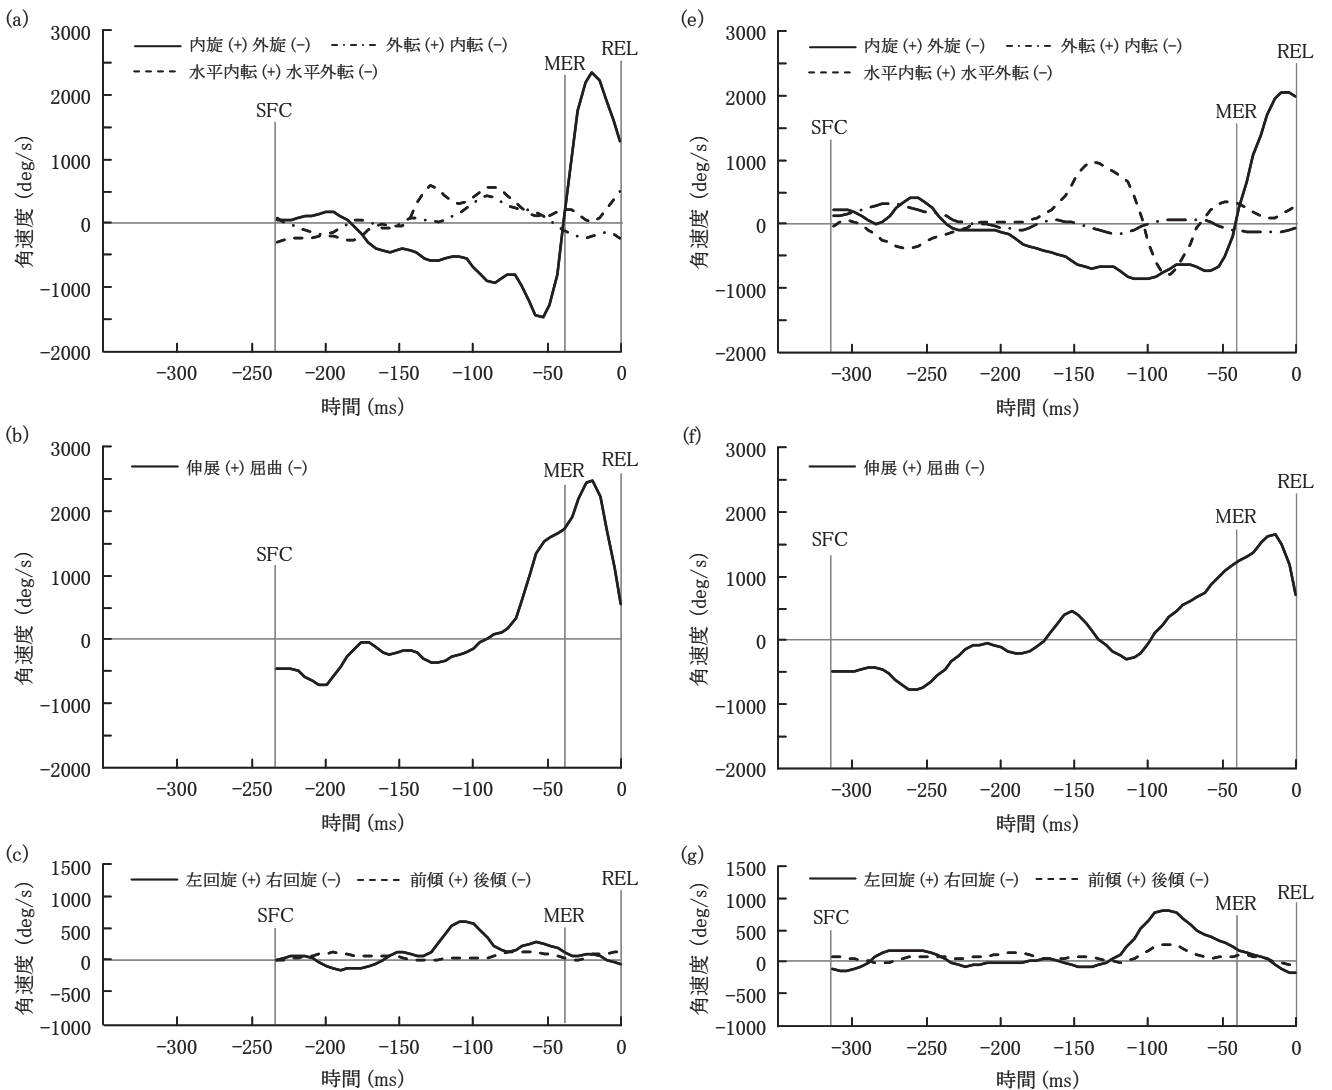 (a)
3000
2000
1000
0
−1000
−2000
角速度 (deg/s)
内旋 (+) 外旋 (−)
外転 (+) 内転 (−)
水平内転 (+) 水平外転 (−)
SFC
MER
REL
−300 −250 −200 −150 −100 −50 0
時間 (ms)
(e)
3000
2000
1000
0
−1000
−2000
角速度 (deg/s)
内旋 (+) 外旋 (−)
外転 (+) 内転 (−)
水平内転 (+) 水平外転 (−)
SFC
MER
REL
−300 −250 −200 −150 −100 −50 0
時間 (ms)
(b)
3000
2000
1000
0
−1000
−2000
角速度 (deg/s)
伸展 (+) 屈曲 (−)
SFC
MER
REL
−300 −250 −200 −150 −100 −50 0
時間 (ms)
(f)
3000
2000
1000
0
−1000
−2000
角速度 (deg/s)
伸展 (+) 屈曲 (−)
SFC
MER
REL
−300 −250 −200 −150 −100 −50 0
時間 (ms)
(c)
1500
1000
500
0
−500
−1000
角速度 (deg/s)
左回旋 (+) 右回旋 (−)
前傾 (+) 後傾 (−)
SFC
MER
REL
−300 −250 −200 −150 −100 −50 0
時間 (ms)
(g)
1500
1000
500
0
−500
−1000
角速度 (deg/s)
左回旋 (+) 右回旋 (−)
前傾 (+) 後傾 (−)
SFC
MER
REL
−300 −250 −200 −150 −100 −50 0
時間 (ms)